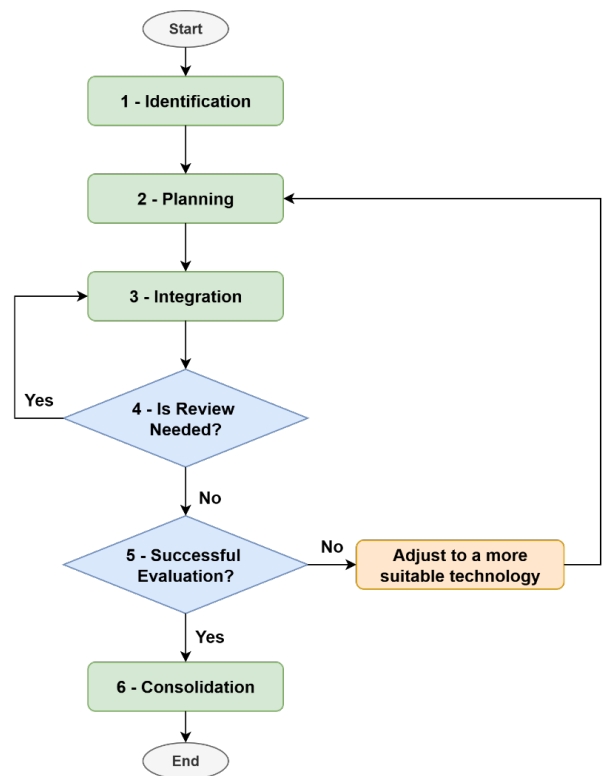 Start
1 - Identification
2 - Planning
3 - Integration
Yes
4 - Is Review
Needed?
No
5 - Successful
Evaluation?
No
Adjust to a more
suitable technology
Yes
6 - Consolidation
End